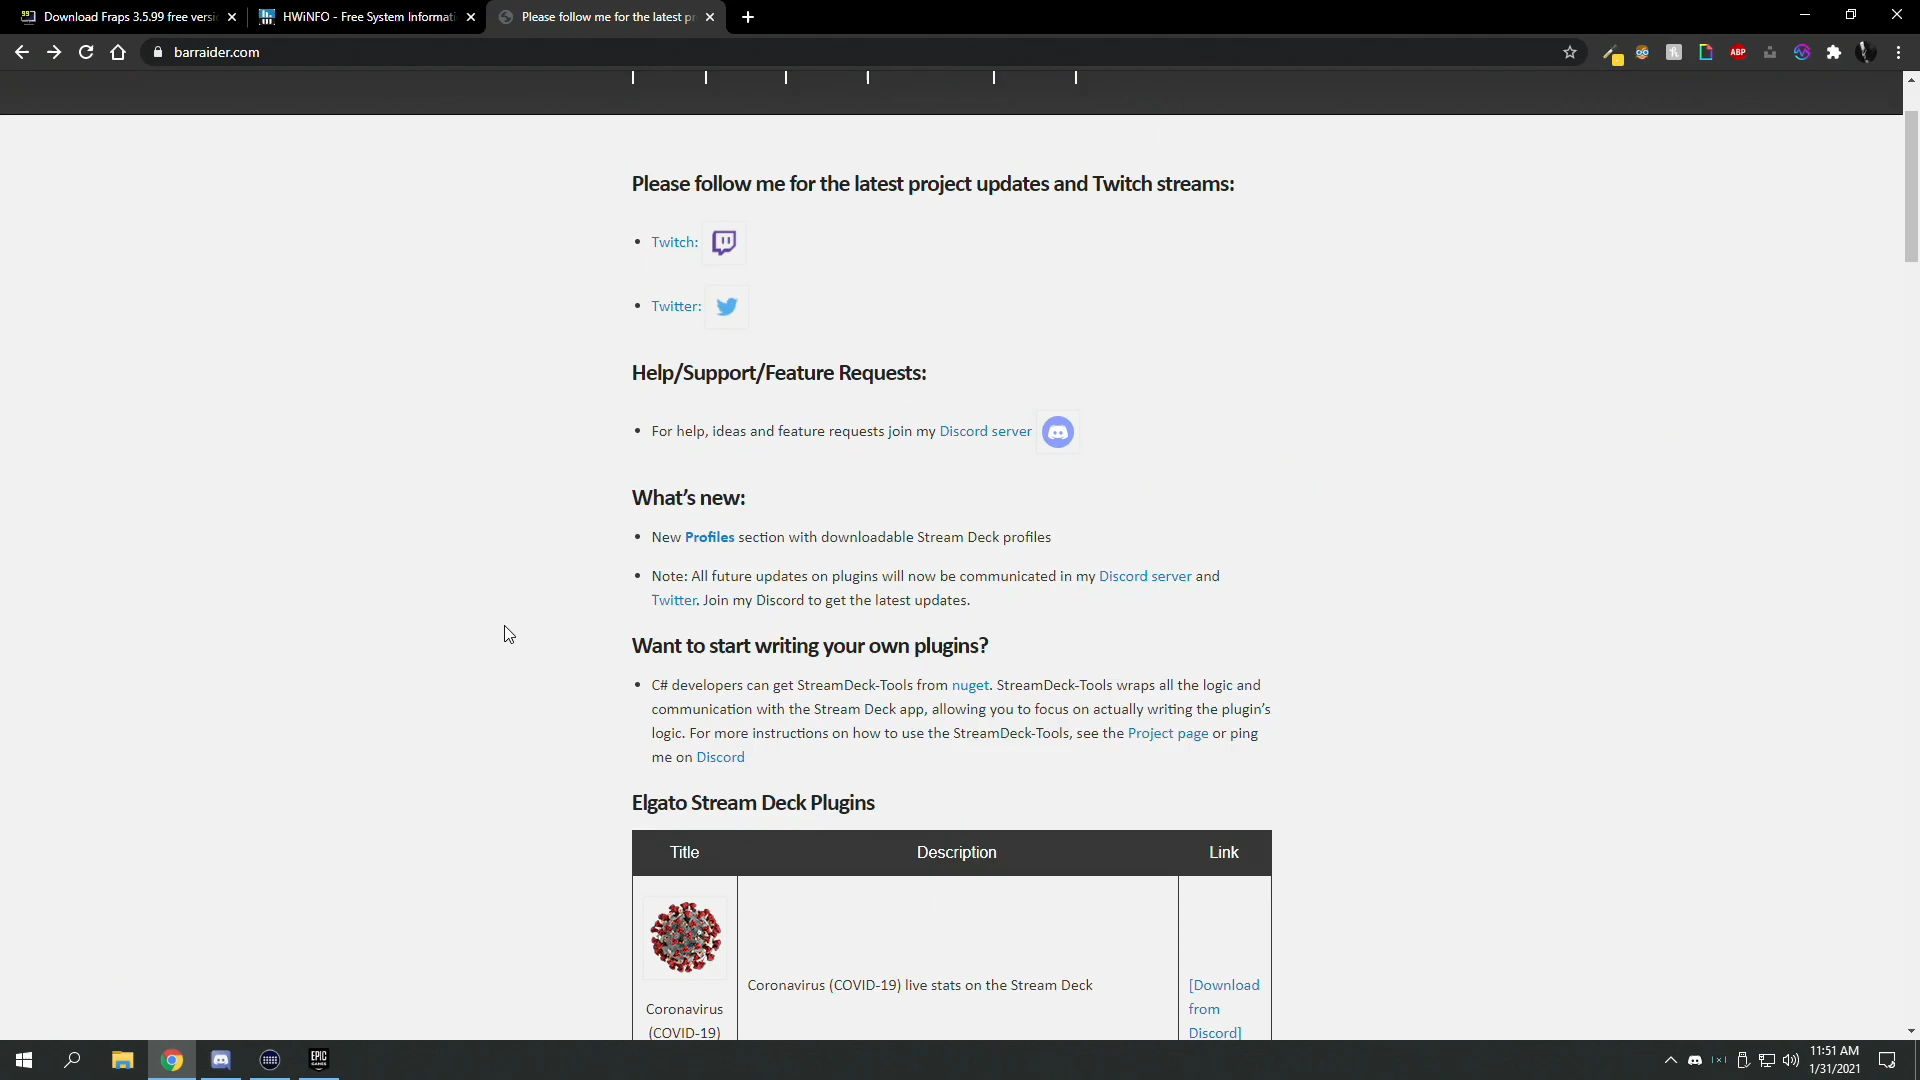 Download Fraps 3.5.99 free versi
HWiNFO - Free System Informati
Please follow me for the latest pr
barraider.com
ABP
Please follow me for the latest project updates and Twitch streams:
Twitch:
Twitter:
Help/Support/Feature Requests:
For help, ideas and feature requests join my Discord server
What's new:
New Profiles section with downloadable Stream Deck profiles
Note: All future updates on plugins will now be communicated in my Discord server and
Twitter. Join my Discord to get the latest updates.
Want to start writing your own plugins?
C# developers can get StreamDeck-Tools from nuget. StreamDeck-Tools wraps all the logic and
communication with the Stream Deck app, allowing you to focus on actually writing the plugin's
logic. For more instructions on how to use the StreamDeck-Tools, see the Project page or ping
me on Discord
Elgato Stream Deck Plugins
Title Description Link
Coronavirus (COVID-19) live stats on the Stream Deck
Coronavirus
(COVID-19)
[Download
from
Discord]
EPIC
GAMES
11:51 AM
1/31/2021